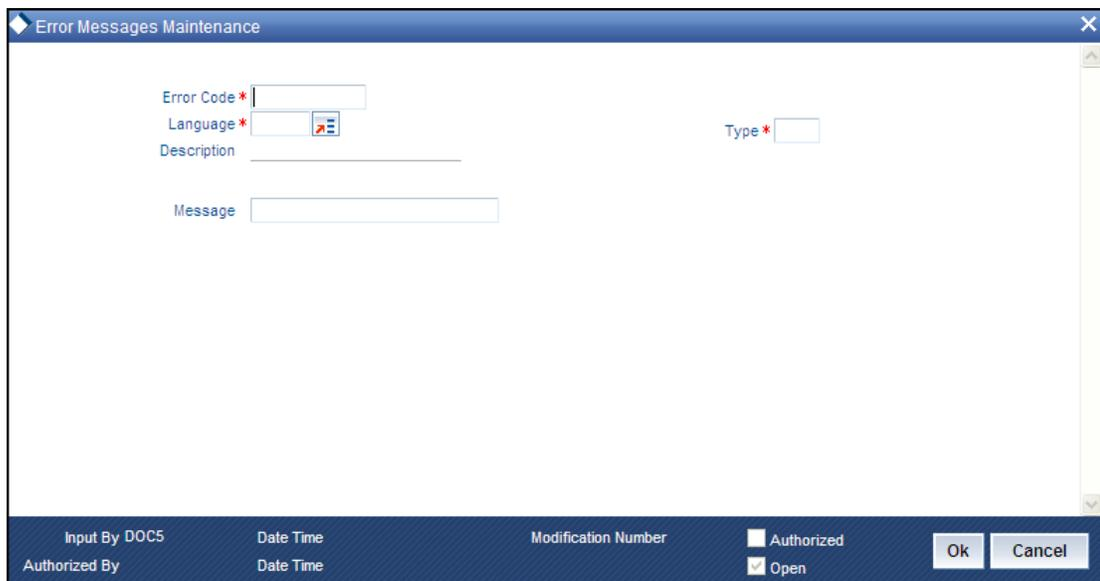 Error Messages Maintenance
Error Code *
Language *
Type *
Description
Message
Input By DOC5 Date Time Modification Number Authorized
Authorized By Date Time Open
Ok Cancel